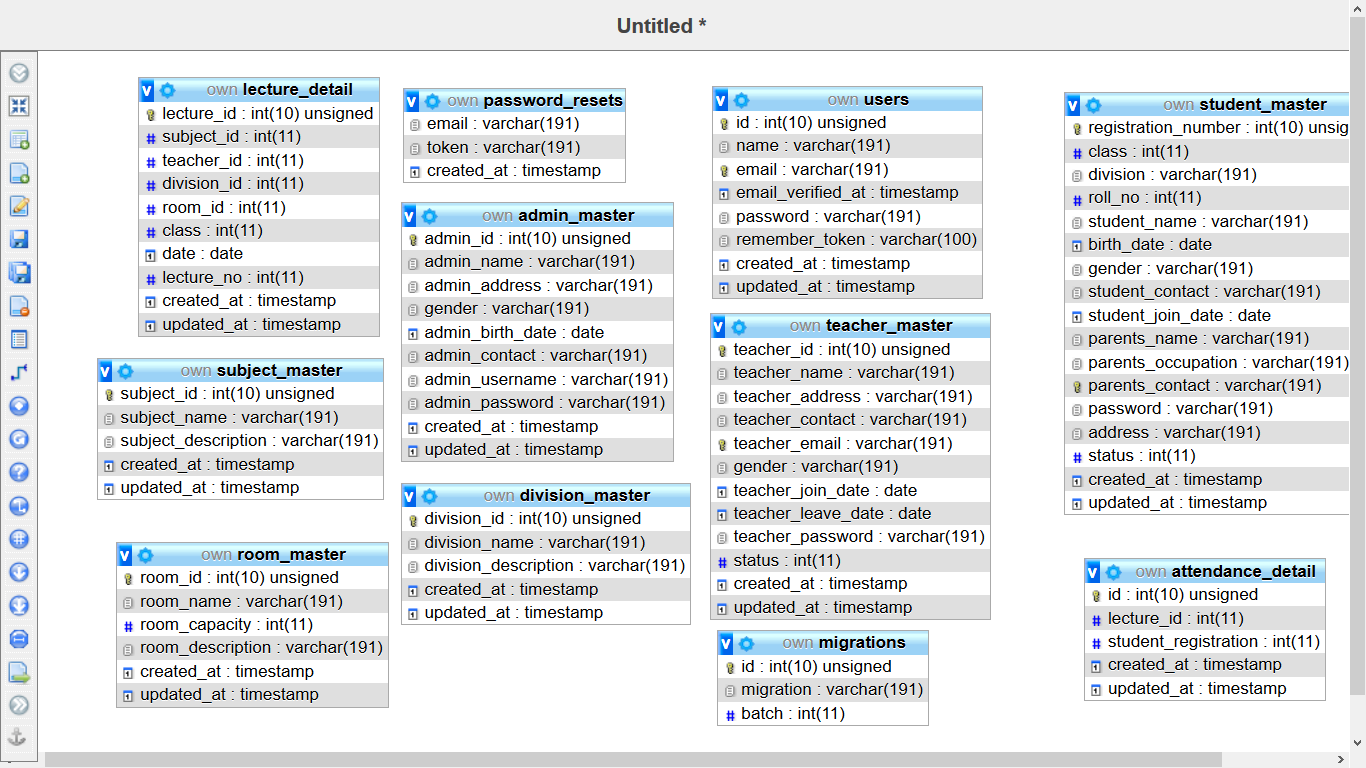 Untitled *
own lecture_detail
lecture_id : int(10) unsigned
subject_id : int(11)
teacher_id : int(11)
division_id : int(11)
room_id : int(11)
class : int(11)
date : date
lecture_no : int(11)
created_at : timestamp
updated_at : timestamp
own subject_master
subject_id : int(10) unsigned
subject_name : varchar(191)
subject_description : varchar(191)
created_at : timestamp
updated_at : timestamp
own room_master
room_id : int(10) unsigned
room_name : varchar(191)
room_capacity : int(11)
room_description : varchar(191)
created_at : timestamp
updated_at : timestamp
own password_resets
email : varchar(191)
token : varchar(191)
created_at : timestamp
own admin_master
admin_id : int(10) unsigned
admin_name : varchar(191)
admin_address : varchar(191)
gender : varchar(191)
admin_birth_date : date
admin_contact : varchar(191)
admin_username : varchar(191)
admin_password : varchar(191)
created_at : timestamp
updated_at : timestamp
own division_master
division_id : int(10) unsigned
division_name : varchar(191)
division_description : varchar(191)
created_at : timestamp
updated_at : timestamp
own users
id : int(10) unsigned
name : varchar(191)
email : varchar(191)
email_verified_at : timestamp
password : varchar(191)
remember_token : varchar(100)
created_at : timestamp
updated_at : timestamp
own teacher_master
teacher_id : int(10) unsigned
teacher_name : varchar(191)
teacher_address : varchar(191)
teacher_contact : varchar(191)
teacher_email : varchar(191)
gender : varchar(191)
teacher_join_date : date
teacher_leave_date : date
teacher_password : varchar(191)
status : int(11)
created_at : timestamp
updated_at : timestamp
own migrations
id : int(10) unsigned
migration : varchar(191)
batch : int(11)
own student_master
registration_number : int(10) unsig
class : int(11)
division : varchar(191)
roll_no : int(11)
student_name : varchar(191)
birth_date : date
gender : varchar(191)
student_contact : varchar(191)
student_join_date : date
parents_name : varchar(191)
parents_occupation : varchar(191)
parents_contact : varchar(191)
password : varchar(191)
address : varchar(191)
status : int(11)
created_at : timestamp
updated_at : timestamp
own attendance_detail
id : int(10) unsigned
lecture_id : int(11)
student_registration : int(11)
created_at : timestamp
updated_at : timestamp